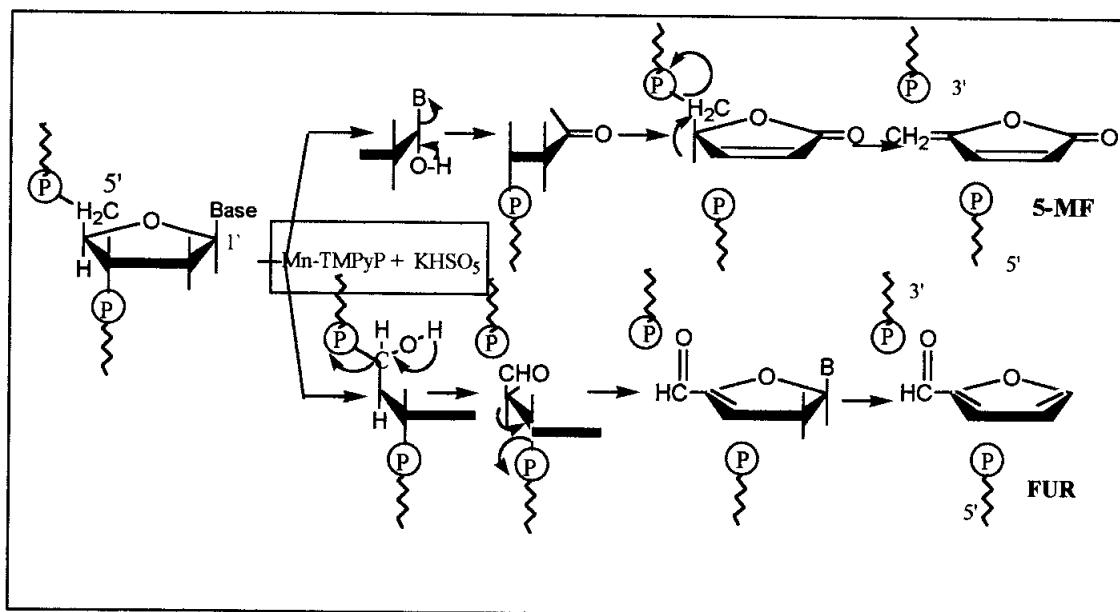 B
O-H
O
P
P
H₂C
O
O
P
P
3'
CH₂
O
O
P
5-MF
5'
P
5'
H₂C
O
Base
1'
H
P
Mn-TMPyP + KHSO₅
P
H
C
O
H
H
P
P
CHO
P
P
O
HC
O
B
P
3'
P
O
HC
O
P
5'
FUR